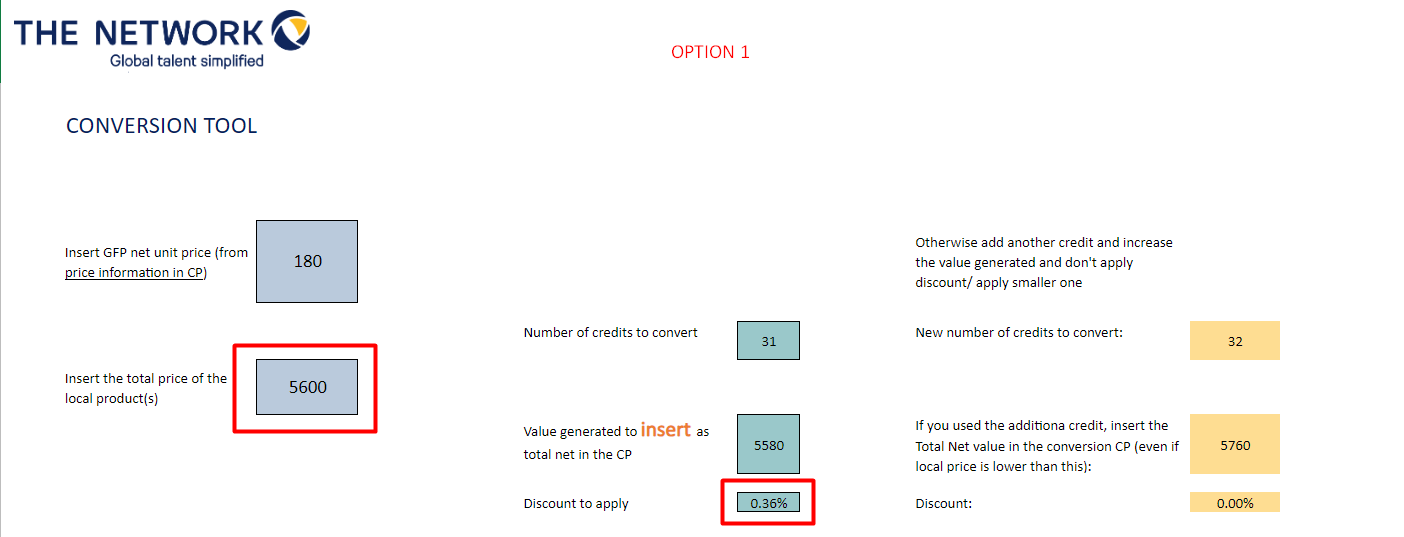 THE NETWORK
Global talent simplified
OPTION 1
CONVERSION TOOL
Insert GFP net unit price (from
price information in CP)
180
Insert the total price of the
local product(s)
5600
Number of credits to convert
31
Value generated to insert as
total net in the CP
5580
Discount to apply
0.36%
Otherwise add another credit and increase
the value generated and don't apply
discount/ apply smaller one
New number of credits to convert:
32
If you used the additiona credit, insert the
Total Net value in the conversion CP (even if
local price is lower than this):
5760
Discount:
0.00%